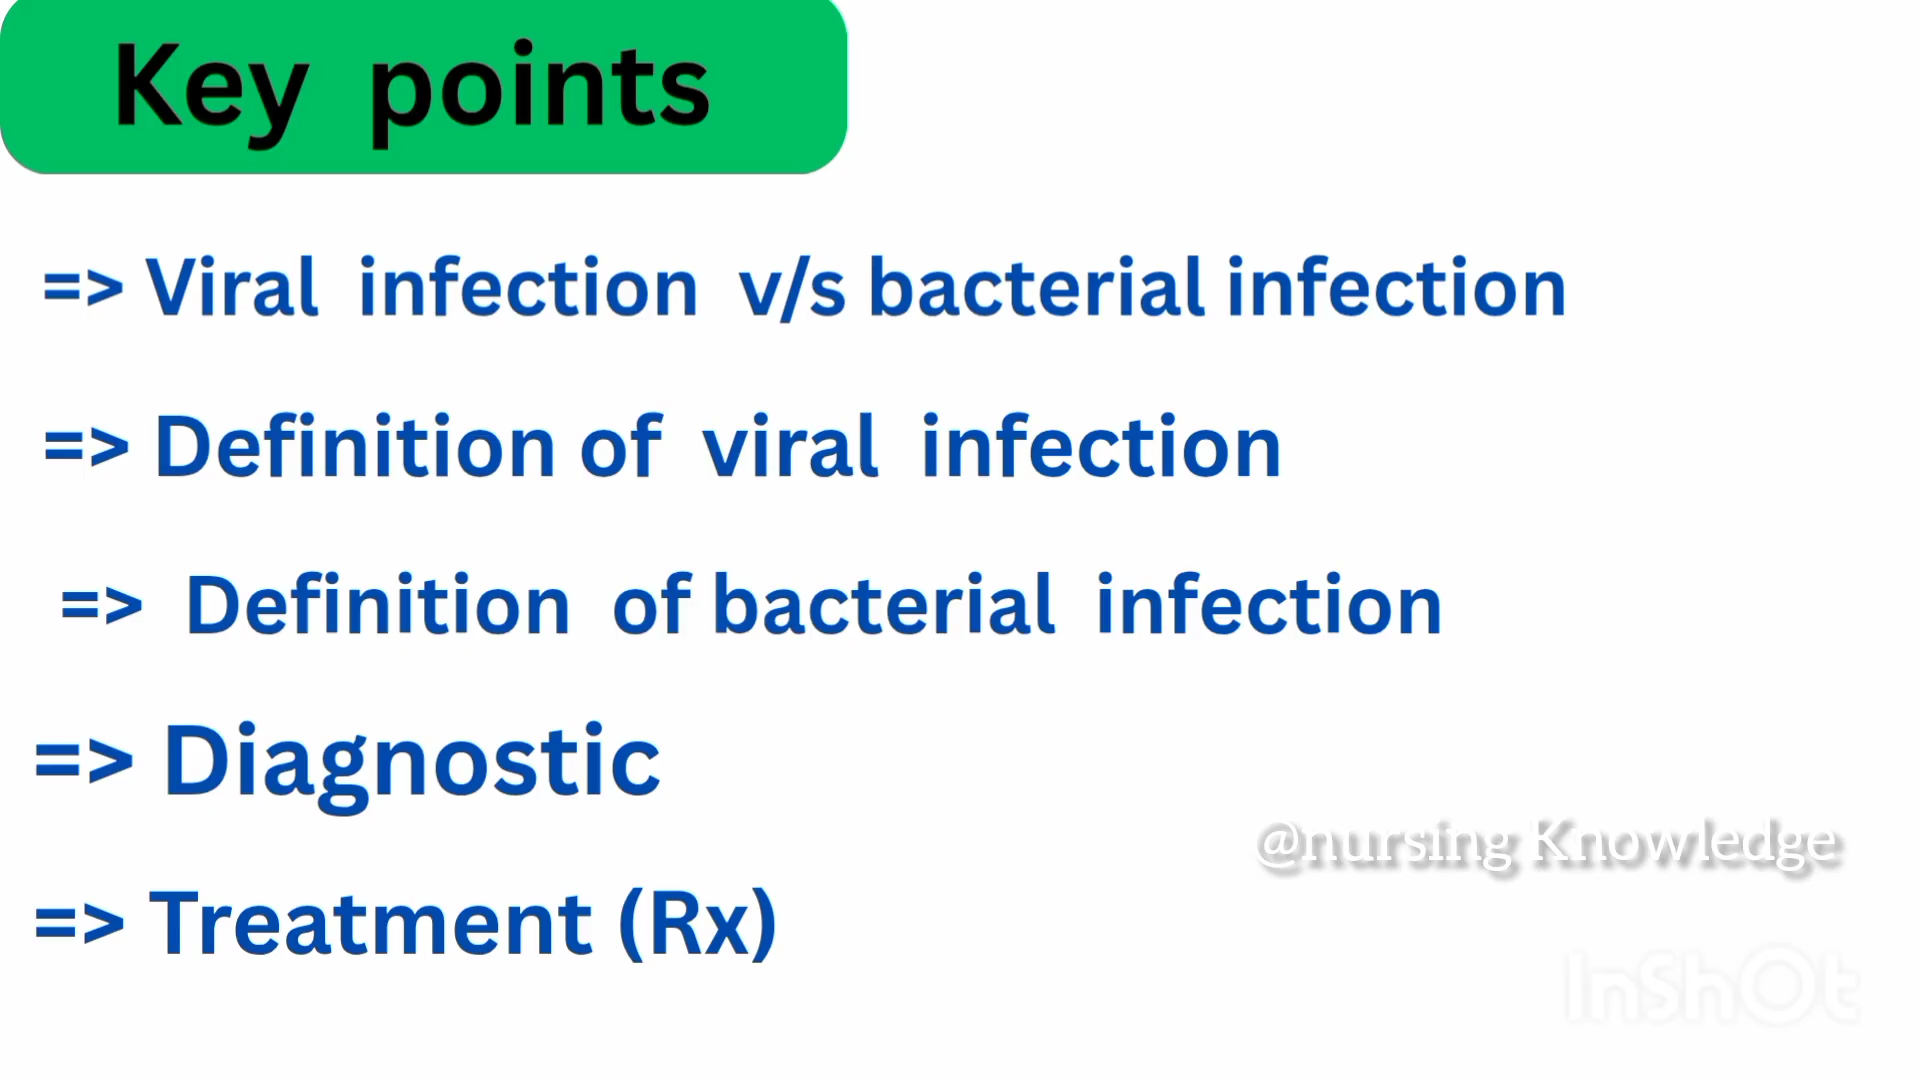 Key points
=> Viral infection v/s bacterial infection
=> Definition of viral infection
=> Definition of bacterial infection
=> Diagnostic
@nursing Knowledge
=> Treatment (Rx)
InShOt